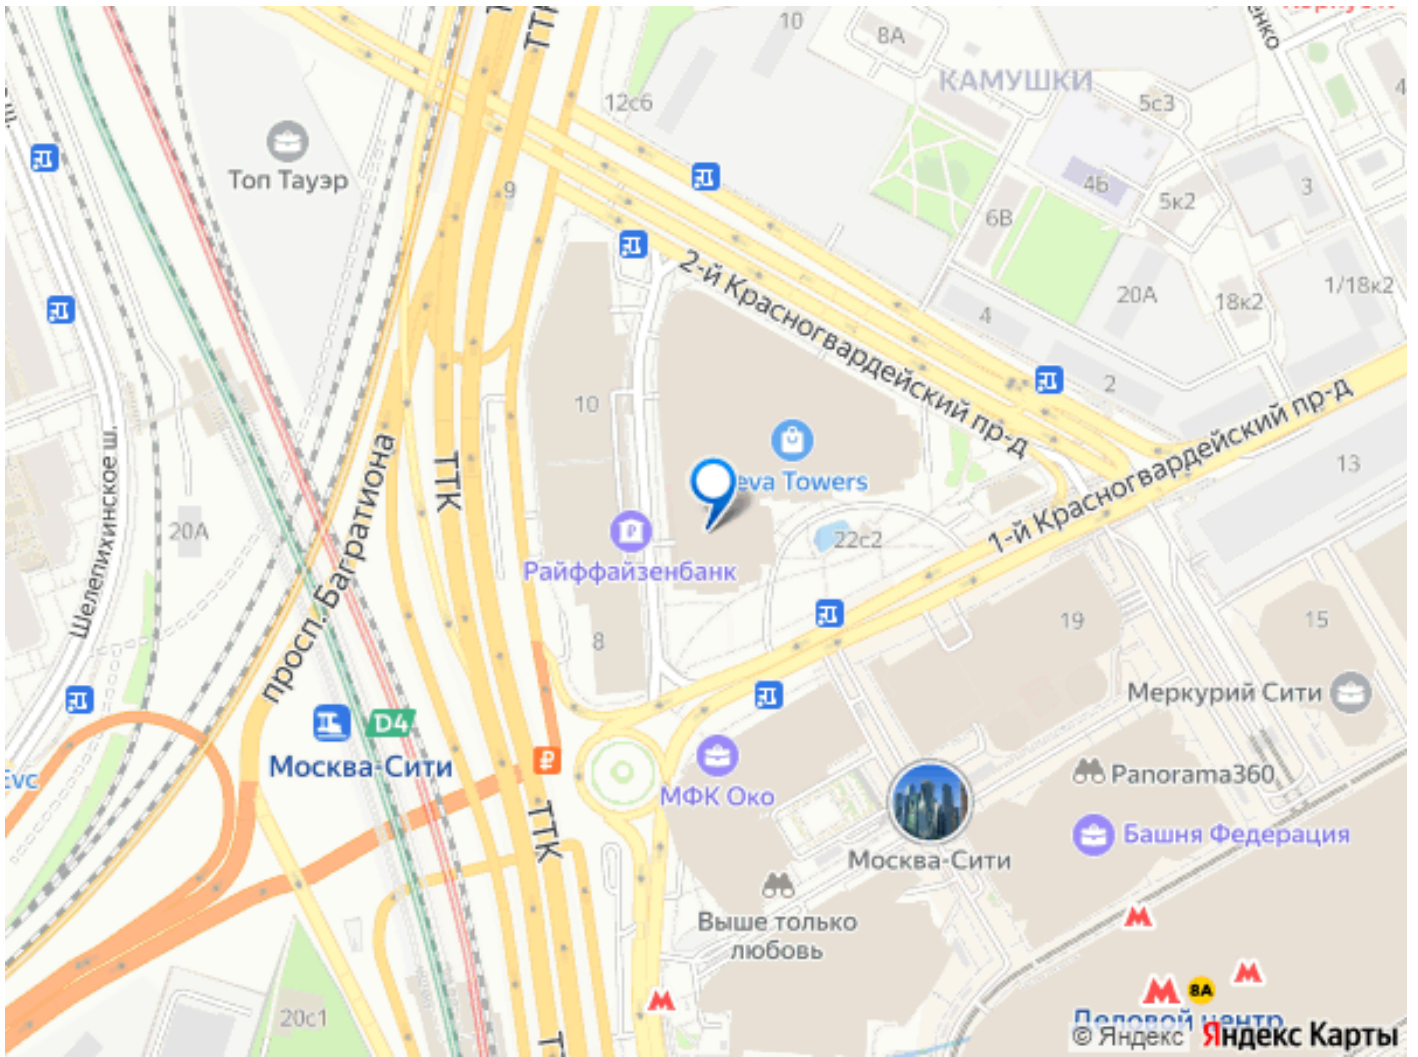 ТТК
10
8А
КАМУШКИ
12с6
5с3
Топ Тауэр
9
4Б
5к2
3
6В
2-й Красногвардейский пр-д
20А
18к2
1/18к2
4
2
10
просп. Багратиона
ТТК
Шелепихинское ш.
eva Towers
1-й Красногвардейский пр-д
13
20А
22с2
Райффайзенбанк
8
19
15
Меркурий Сити
D4
Москва-Сити
МФК Око
Panorama360
Башня Федерация
Москва-Сити
ТТК
Выше только
любовь
8А
20с1
Деловой центр
© Яндекс Яндекс Карты